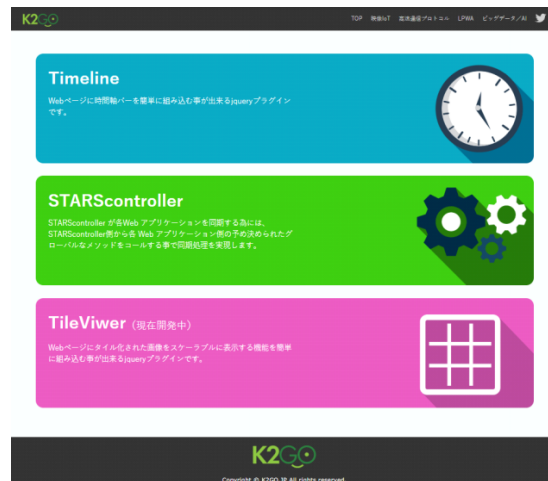 K2GO
TOP 映像IoT 高速通信プロトコル LPWA ビッグデータ/AI
Timeline
Webページに時間軸バーを簡単に組み込む事が出来るjqueryプラグイン
です。
STARScontroller
STARScontroller が各Web アプリケーションを同期する為には、
STARScontroller側から各 Web アプリケーション側の予め決められたグ
ローバルなメソッドをコールする事で同期処理を実現します。
TileViwer（現在開発中）
Webページにタイル化された画像をスケーラブルに表示する機能を簡単
に組み込む事が出来るjqueryプラグインです。
K2GO
Copyright © K2GO.JP All rights reserved.